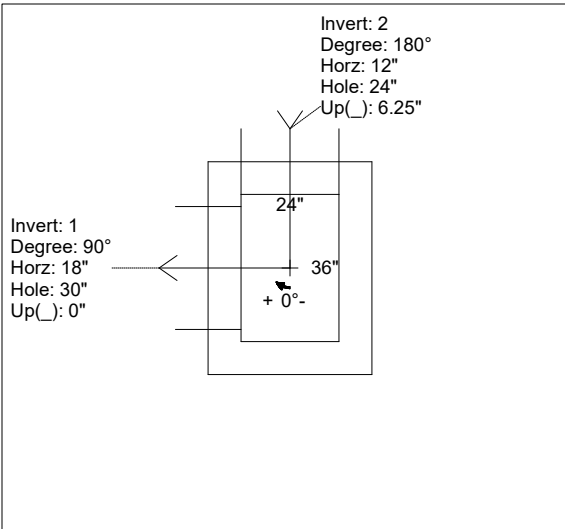 Invert: 2
Degree: 180°
Horz: 12"
Hole: 24"
Up(_): 6.25"
24"
Invert: 1
Degree: 90°
Horz: 18"
Hole: 30"
Up(_): 0"
36"
+ 0°-